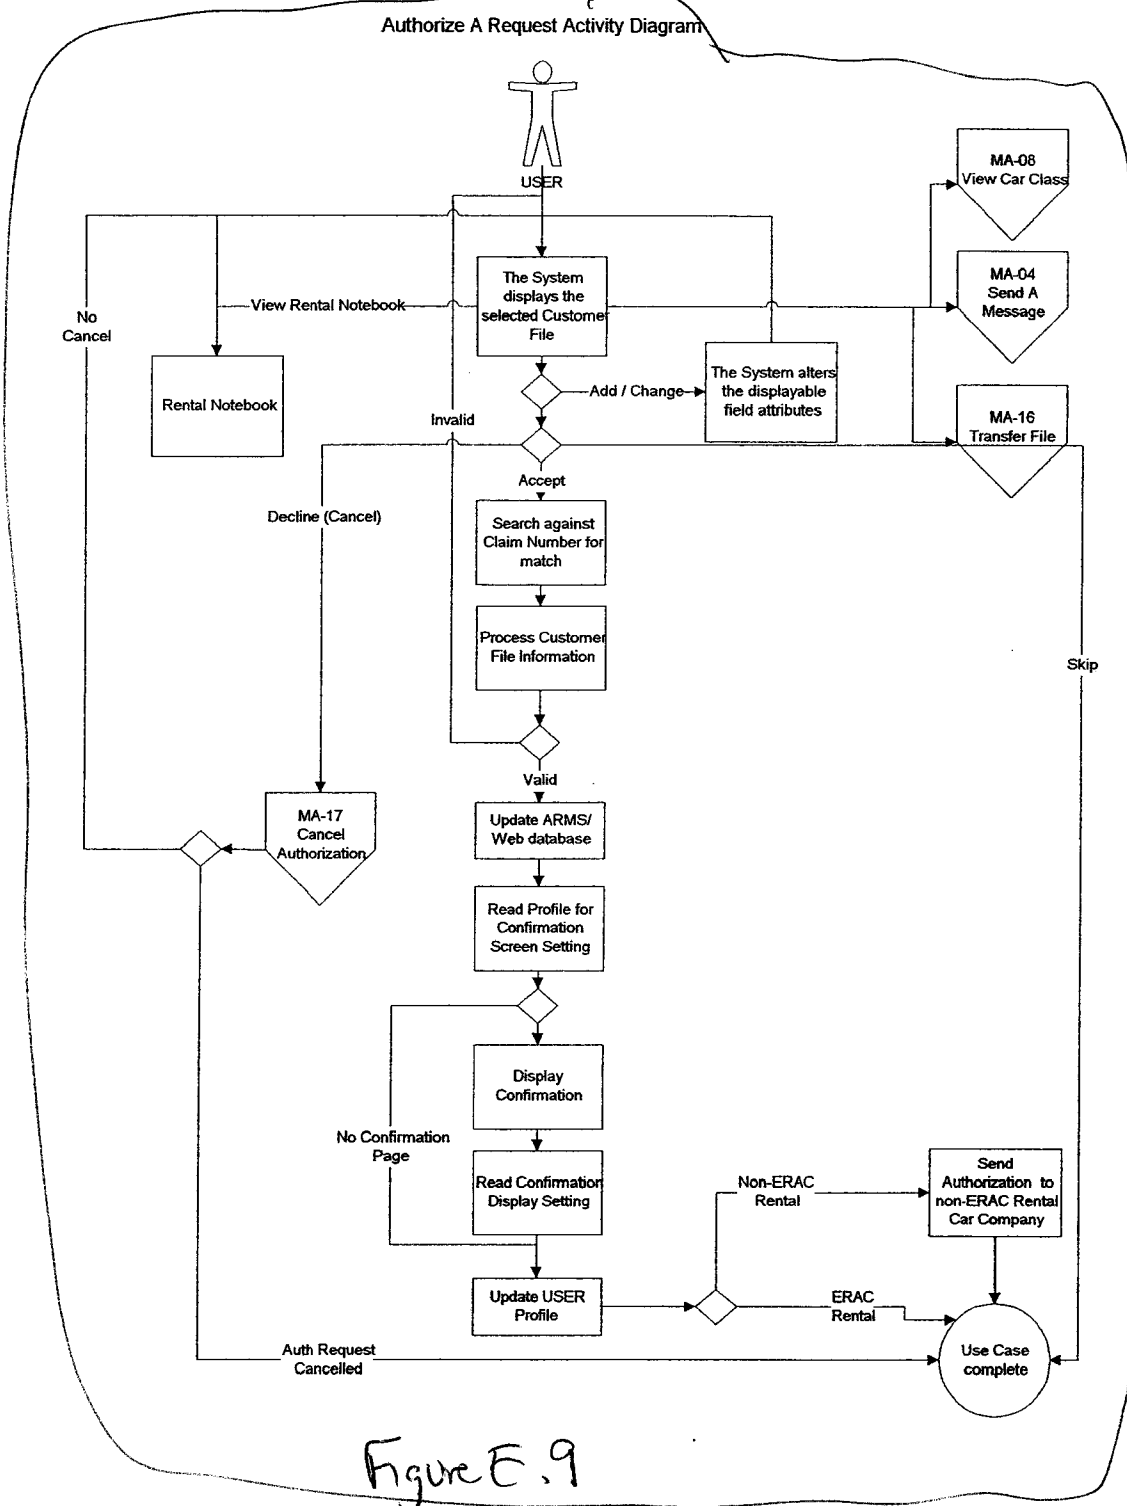 Authorize A Request Activity Diagram
USER
MA-08
View Car Class
MA-04
Send A
Message
MA-16
Transfer File
The System
displays the
selected Customer
File
View Rental Notebook
No
Cancel
Rental Notebook
Add / Change
The System alters
the displayable
field attributes
Invalid
Accept
Decline (Cancel)
Search against
Claim Number for
match
Process Customer
File Information
Skip
Valid
MA-17
Cancel
Authorization
Update ARMS/
Web database
Read Profile for
Confirmation
Screen Setting
Display
Confirmation
No Confirmation
Page
Read Confirmation
Display Setting
Non-ERAC
Rental
Send
Authorization to
non-ERAC Rental
Car Company
Update USER
Profile
ERAC
Rental
Auth Request
Cancelled
Use Case
complete
Figure E.9